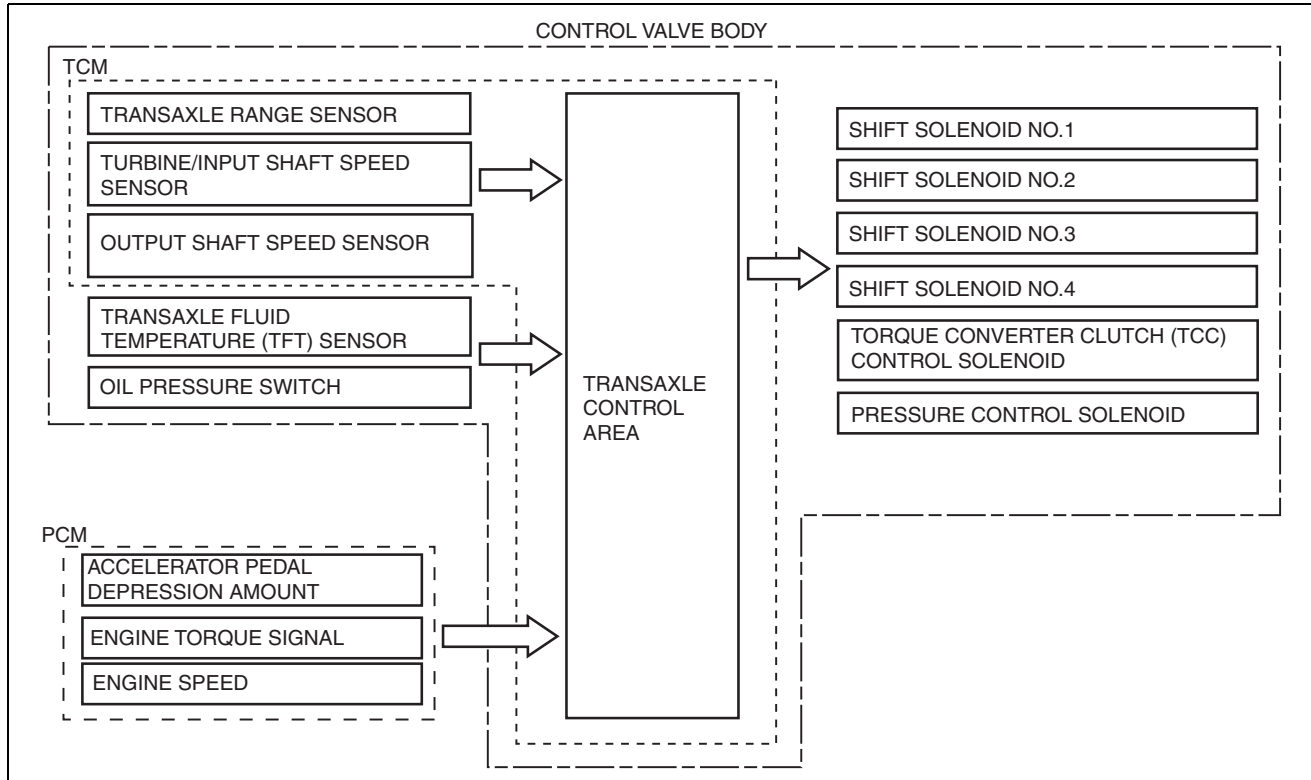 CONTROL VALVE BODY
TCM
TRANSAXLE RANGE SENSOR
TURBINE/INPUT SHAFT SPEED
SENSOR
OUTPUT SHAFT SPEED SENSOR
TRANSAXLE FLUID
TEMPERATURE (TFT) SENSOR
OIL PRESSURE SWITCH
PCM
ACCELERATOR PEDAL
DEPRESSION AMOUNT
ENGINE TORQUE SIGNAL
ENGINE SPEED
TRANSAXLE
CONTROL
AREA
SHIFT SOLENOID NO.1
SHIFT SOLENOID NO.2
SHIFT SOLENOID NO.3
SHIFT SOLENOID NO.4
TORQUE CONVERTER CLUTCH (TCC)
CONTROL SOLENOID
PRESSURE CONTROL SOLENOID